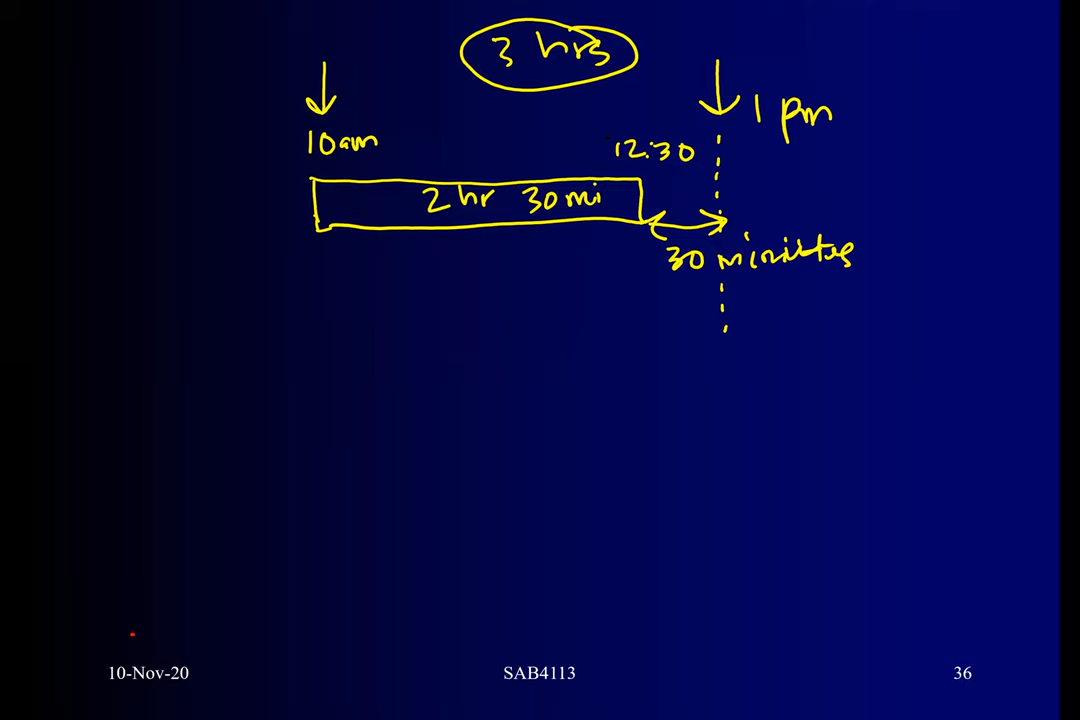 3 hrs
1 pm
10am
12:30
2 hr 30 mi
30 minutes
10-Nov-20
SAB4113
36